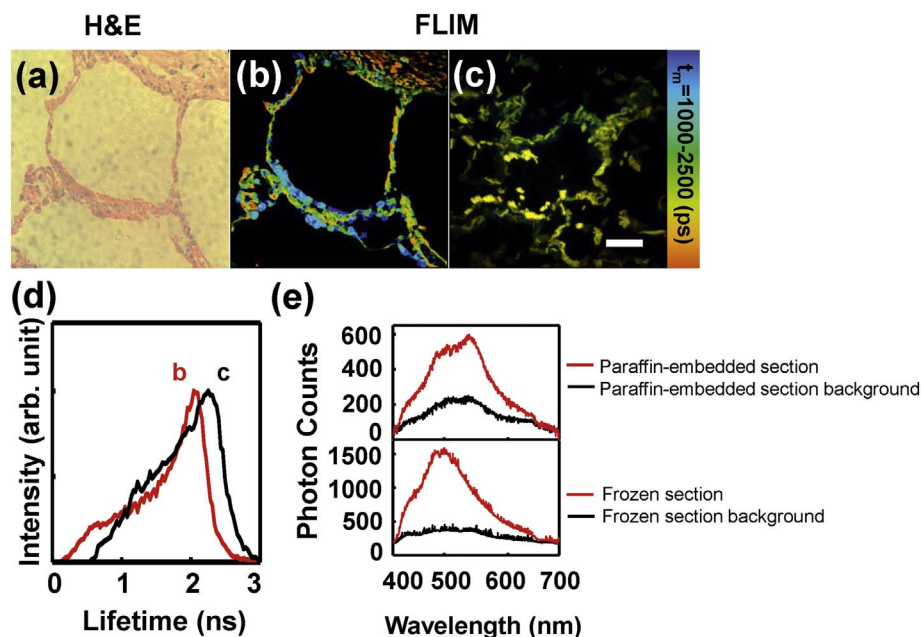 H&E FLIM
(a) (b) (c)
t_m=1000-2500 (ps)
(d) (e)
Intensity (arb. unit)
b c
0 1 2 3
Lifetime (ns)
Photon Counts
600
400
200
0
1500
1000
500
0
400 500 600 700
Wavelength (nm)
Paraffin-embedded section
Paraffin-embedded section background
Frozen section
Frozen section background